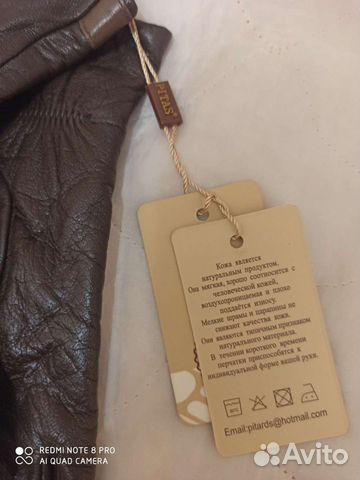 PITAS
Кожа является
натуральным продуктом.
Она мягкая, хорошо соотносится с
человеческой кожей,
воздухопроницаемая и плохо
поддаётся износу.
Мелкие шрамы и царапины не
снижают качества кожи.
Они являются типичным признаком
натурального материала.
В течении короткого времени
перчатки приспособятся к
индивидуальной форме вашей руки.
Email:pitards@hotmail.com
REDMI NOTE 8 PRO
AI QUAD CAMERA
Avito